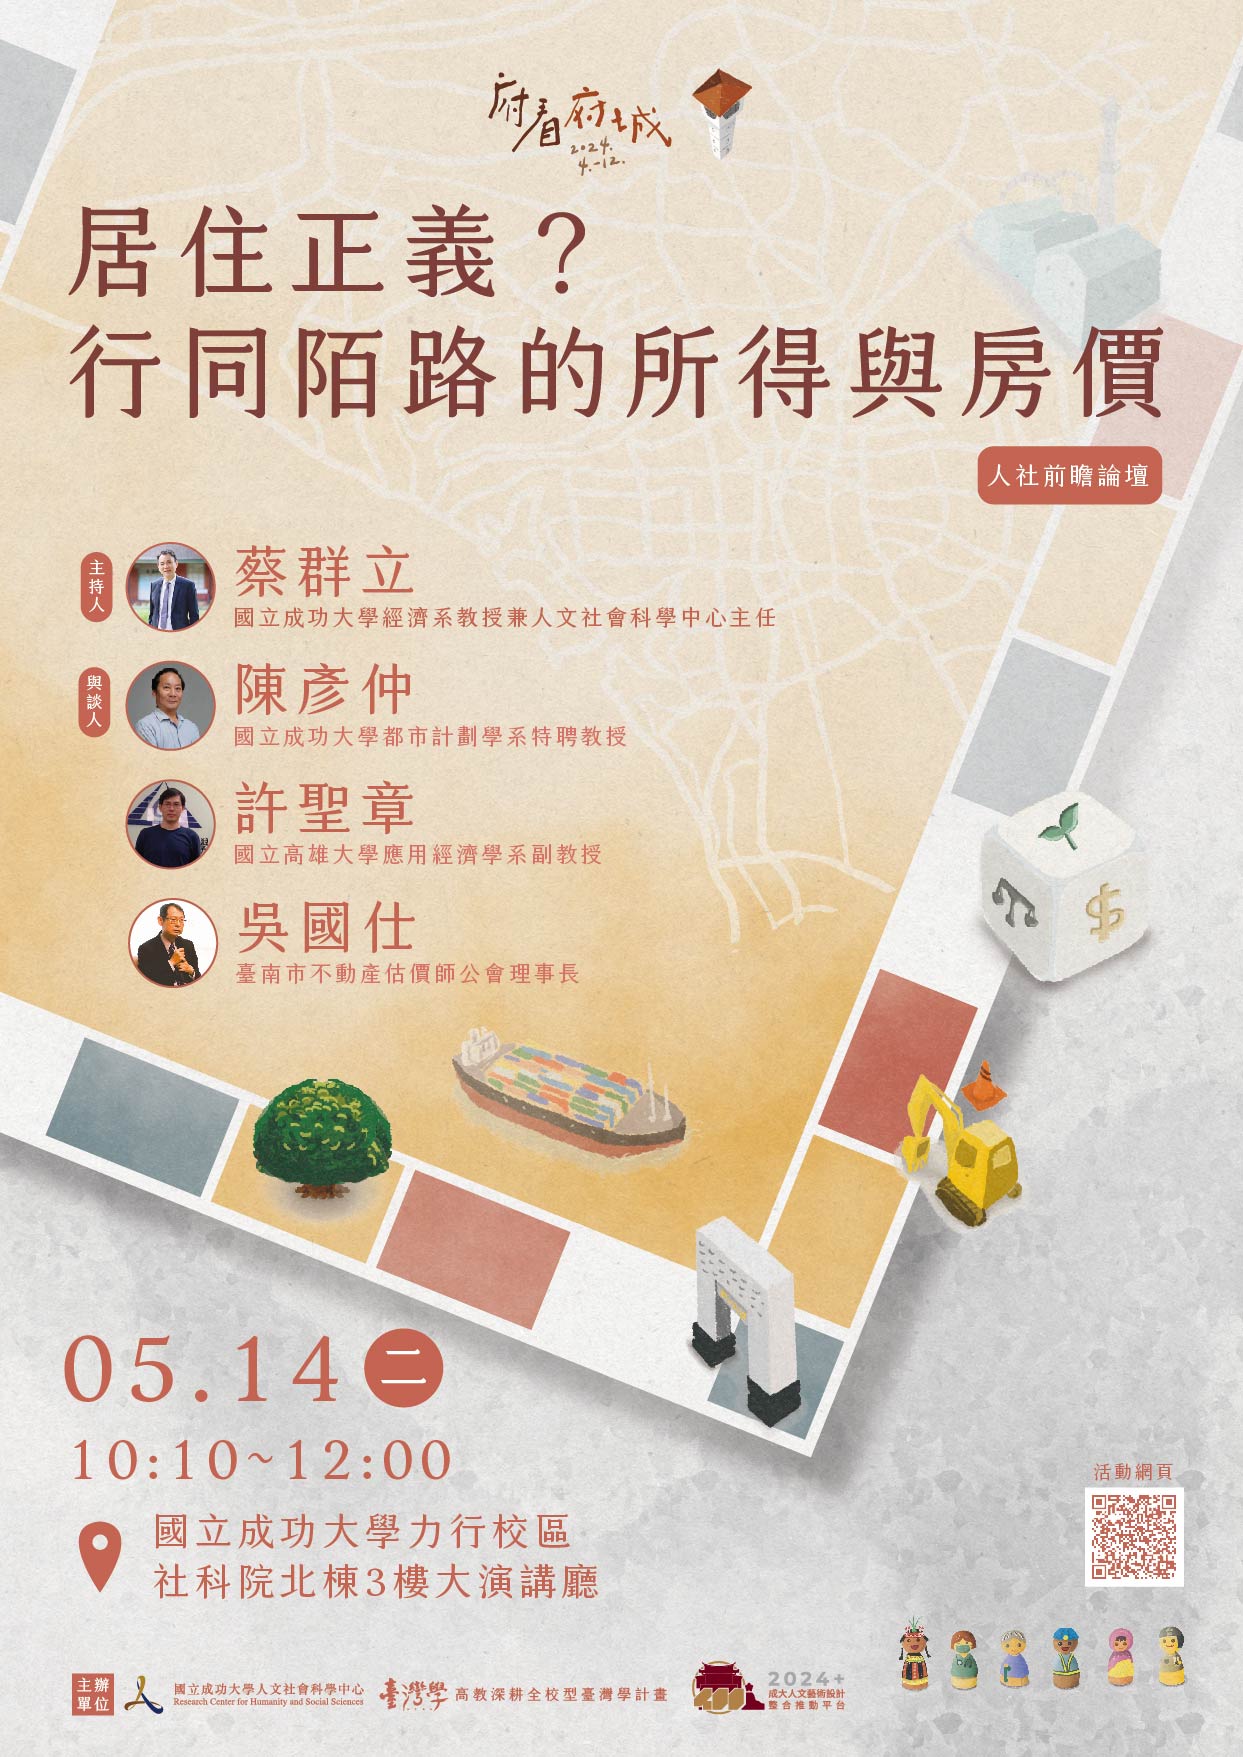 府看府城
2024.
4.-12.
居住正義？
行同陌路的所得與房價
人社前瞻論壇
主持人
蔡群立
國立成功大學經濟系教授兼人文社會科學中心主任
與談人
陳彥仲
國立成功大學都市計劃學系特聘教授
許聖章
國立高雄大學應用經濟學系副教授
吳國仕
臺南市不動產估價師公會理事長
$
05.14 二
10:10~12:00
國立成功大學力行校區
社科院北棟3樓大演講廳
活動網頁
主辦
單位
國立成功大學人文社會科學中心
Research Center for Humanity and Social Sciences
臺灣學 高教深耕全校型臺灣學計畫
2024+
成大人文藝術設計
整合推動平台